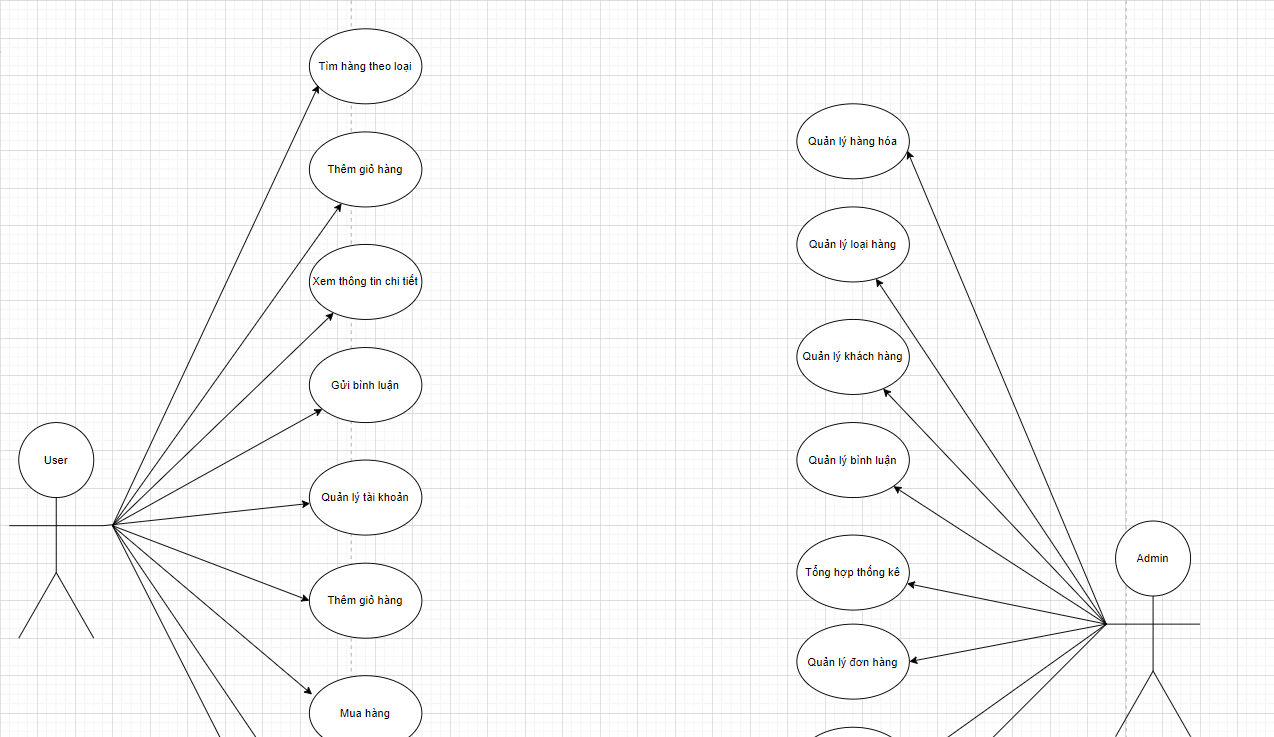 Tìm hàng theo loại
Thêm giỏ hàng
Xem thông tin chi tiết
Gửi bình luận
User
Quản lý tài khoản
Thêm giỏ hàng
Mua hàng
Quản lý hàng hóa
Quản lý loại hàng
Quản lý khách hàng
Quản lý bình luận
Tổng hợp thống kê
Admin
Quản lý đơn hàng